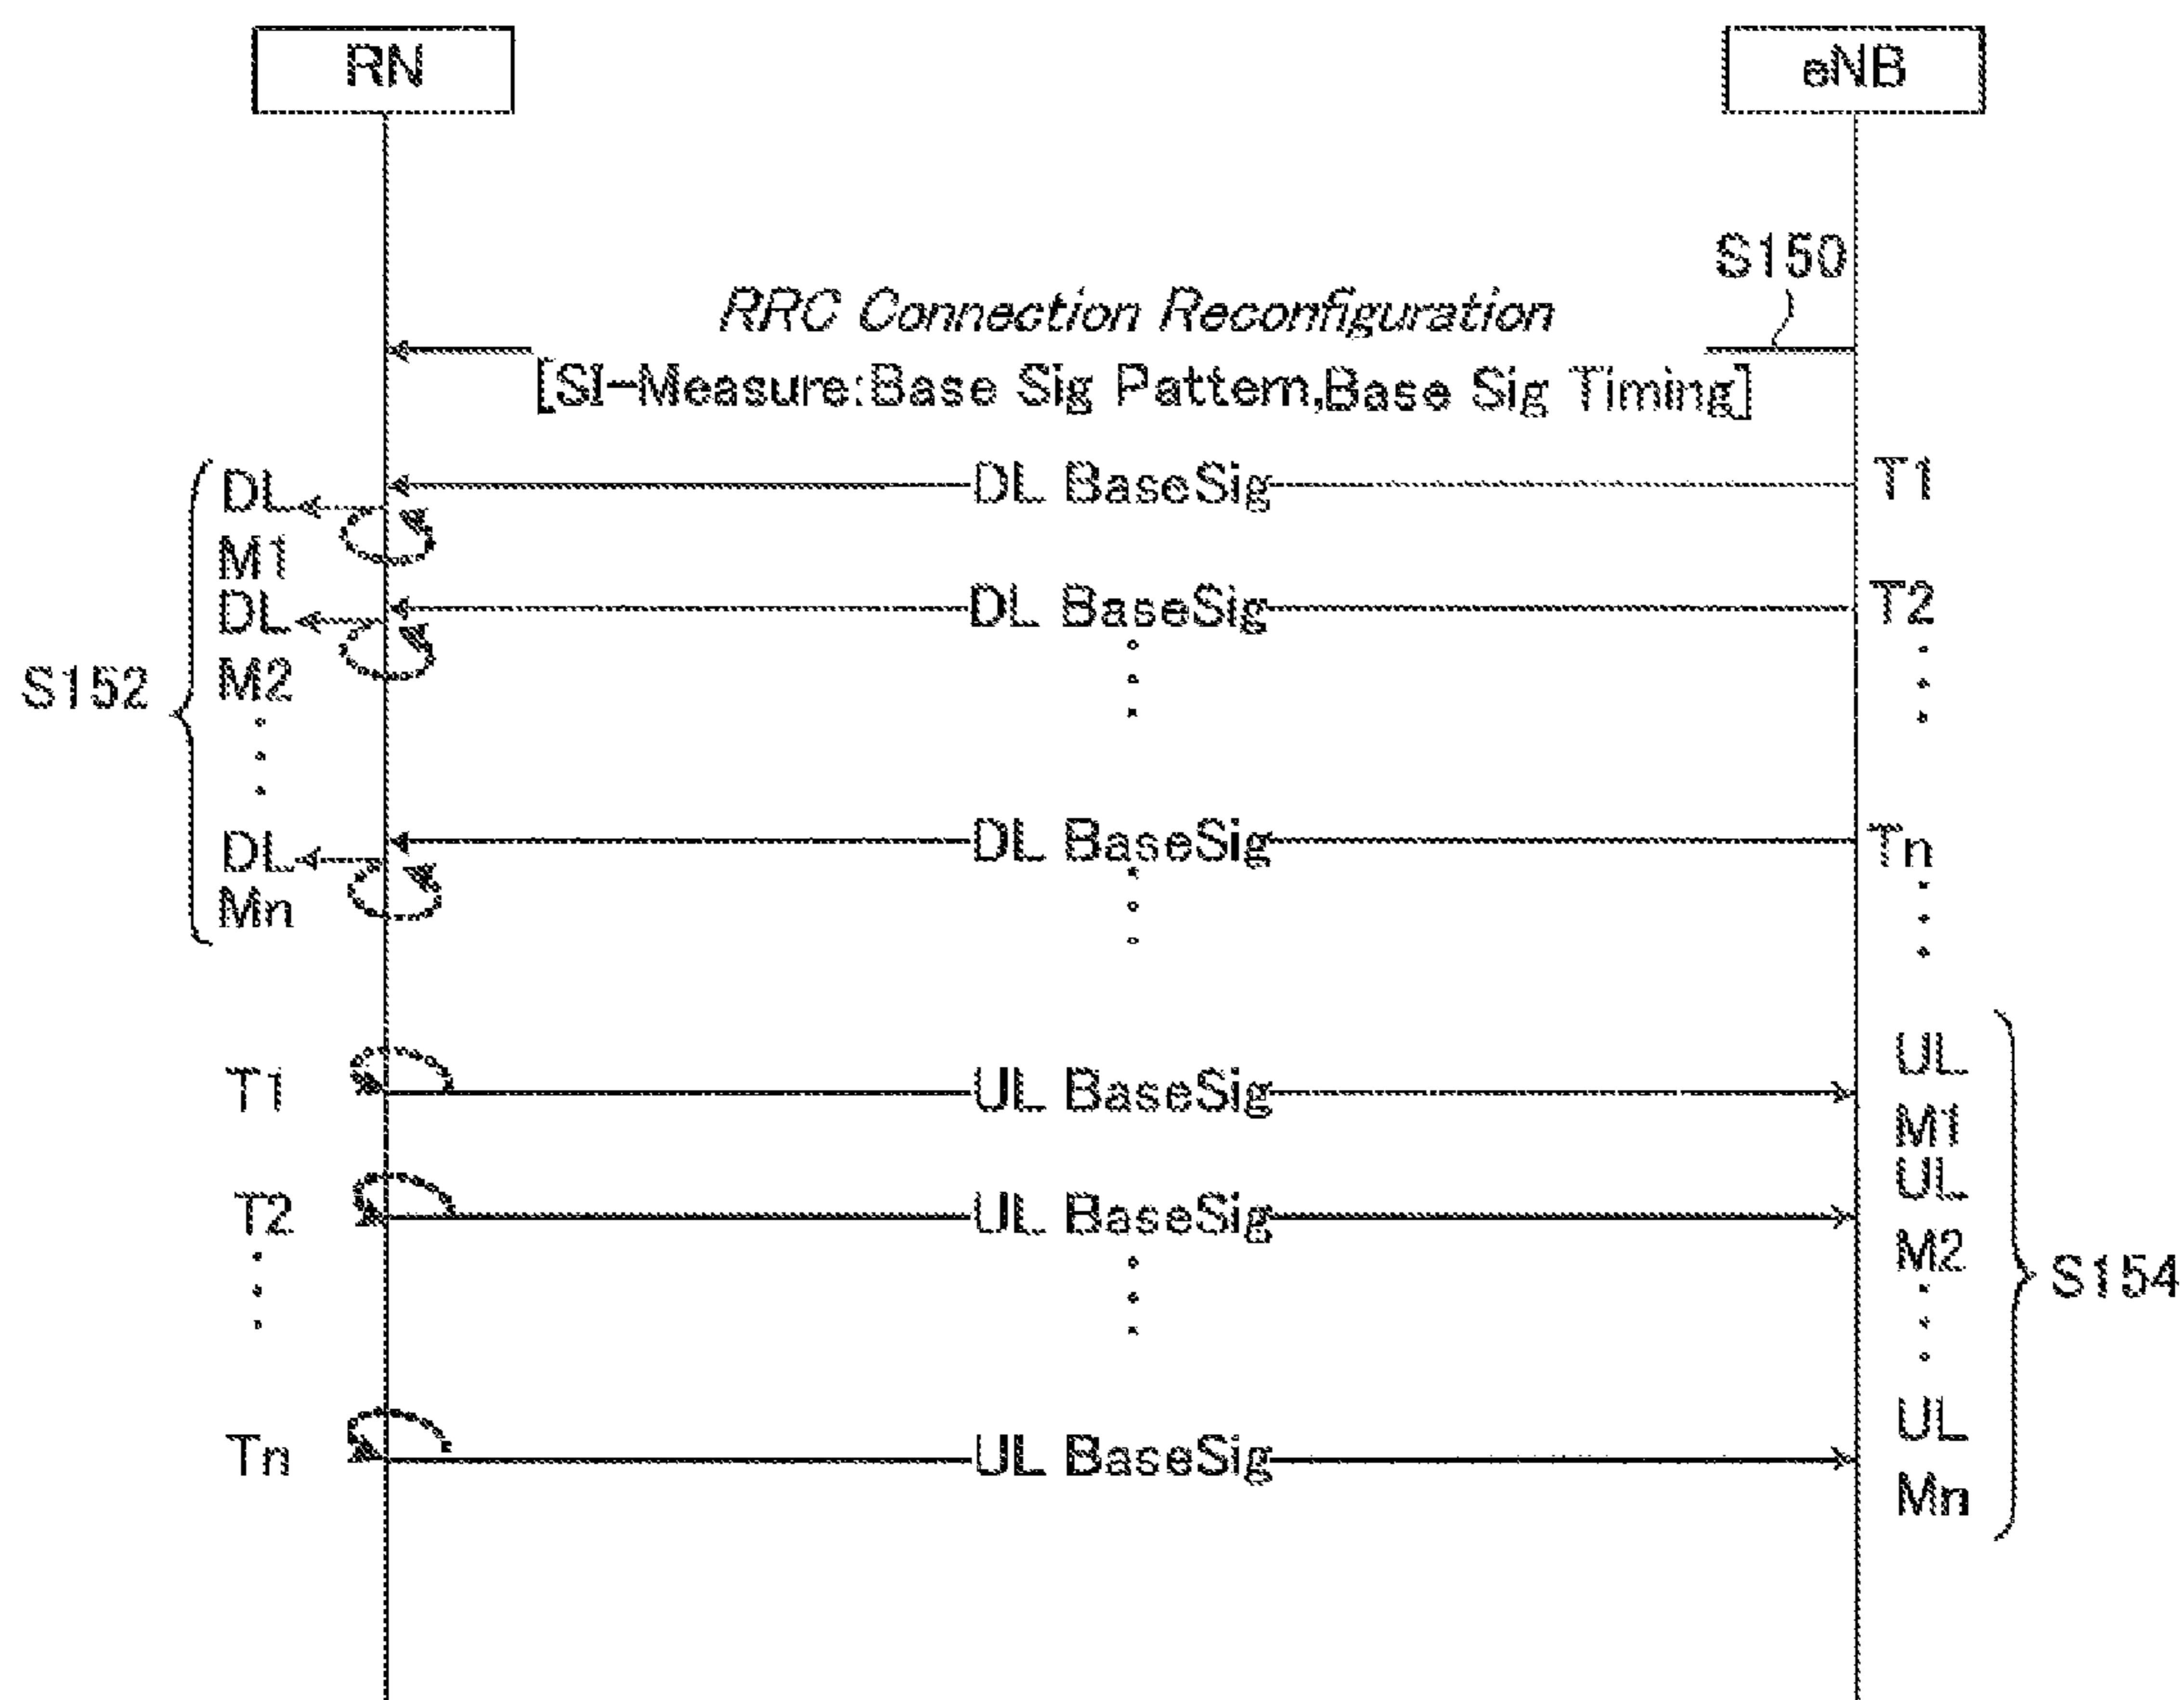 RN
eNB
S150
RRC Connection Reconfiguration
[SI-Measure:Base Sig Pattern,Base Sig Timing]
DL
DL BaseSig
T1
M1
DL
DL BaseSig
T2
S152
M2
DL
DL BaseSig
Tn
Mn
UL
T1
UL BaseSig
M1
UL
T2
UL BaseSig
M2
S154
UL
Tn
UL BaseSig
Mn